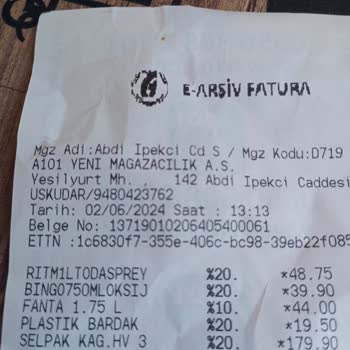 E-ARŞİV FATURA
Mgz Adi:Abdi Ipekci Cd S / Mgz Kodu:D719
A101 YENI MAGAZACILIK A.S.
Yesilyurt Mh. , 142 Abdi Ipekci Caddesi
USKUDAR/9480423762
Tarih: 02/06/2024 Saat : 13:13
Belge No: 13719010206405400061
ETTN :1c6830f7-355e-406c-bc98-39eb22f085
RITM1LTODASPREY %20. *48.75
BINGO750MLOKSIJ %20. *39.90
FANTA 1.75 L %10. *44.00
PLASTIK BARDAK %20. *19.50
SELPAK KAG.HV 3 %20. *179.90